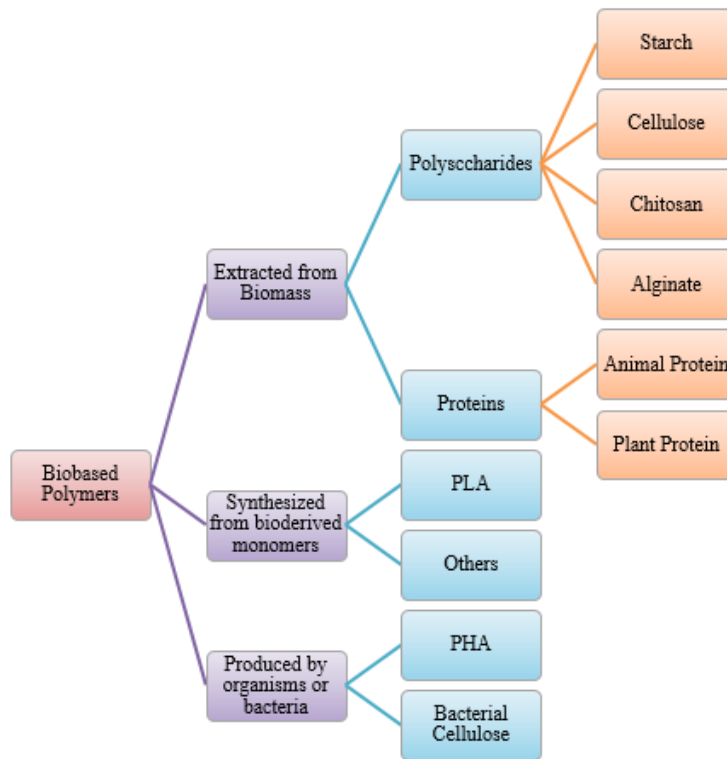 Starch
Cellulose
Polysccharides
Chitosan
Alginate
Extracted from
Biomass
Animal Protein
Proteins
Plant Protein
Biobased
Polymers
PLA
Synthesized
from bioderived
monomers
Others
PHA
Produced by
organisms or
bacteria
Bacterial
Cellulose